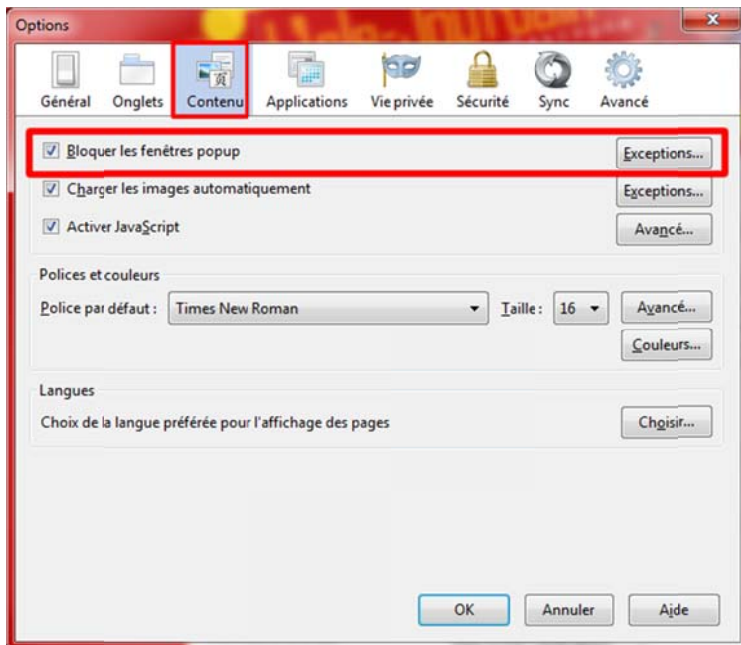 Options
Général Onglets Contenu Applications Vie privée Sécurité Sync Avancé
Bloquer les fenêtres popup Exceptions...
Charger les images automatiquement Exceptions...
Activer JavaScript Avancé...
Polices et couleurs
Police par défaut : Times New Roman Taille : 16 Avancé...
Couleurs...
Langues
Choix de la langue préférée pour l'affichage des pages Choisir...
OK Annuler Aide